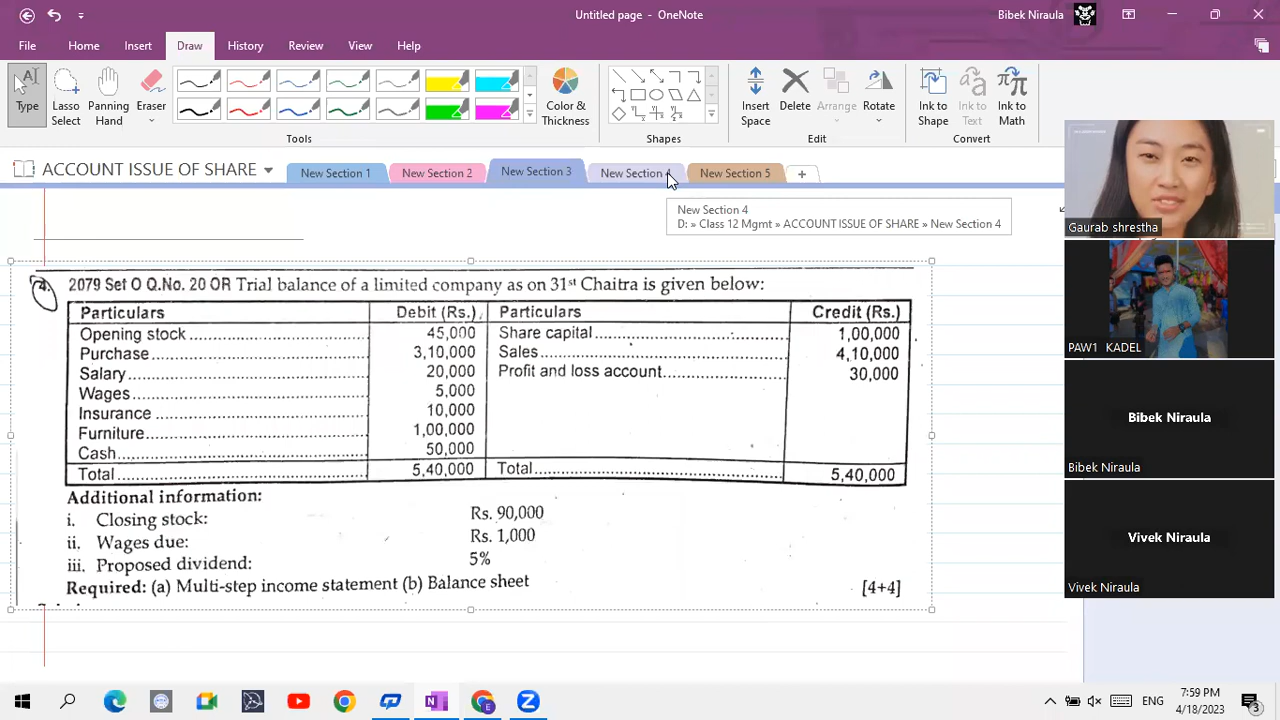 Untitled page - OneNote
Bibek Niraula
File Home Insert Draw History Review View Help
Type
Lasso Select
Panning Hand
Eraser
Color & Thickness
Insert Space
Delete
Arrange
Rotate
Ink to Shape
Ink to Text
Ink to Math
Tools
Shapes
Edit
Convert
ACCOUNT ISSUE OF SHARE New Section 1 New Section 2 New Section 3 New Section 4 New Section 5
New Section 4
D: » Class 12 Mgmt » ACCOUNT ISSUE OF SHARE » New Section 4
2079 Set O Q.No. 20 OR Trial balance of a limited company as on 31st Chaitra is given below:
Particulars Debit (Rs.) Particulars Credit (Rs.)
Opening stock 45,000 Share capital 1,00,000
Purchase 3,10,000 Sales 4,10,000
Salary 20,000 Profit and loss account 30,000
Wages 5,000
Insurance 10,000
Furniture 1,00,000
Cash 50,000
Total 5,40,000 Total 5,40,000
Additional information:
i. Closing stock: Rs. 90,000
ii. Wages due: Rs. 1,000
iii. Proposed dividend: 5%
Required: (a) Multi-step income statement (b) Balance sheet [4+4]
Gaurab shrestha
PAW1 KADEL
Bibek Niraula
Bibek Niraula
Vivek Niraula
Vivek Niraula
ENG
7:59 PM
4/18/2023
3